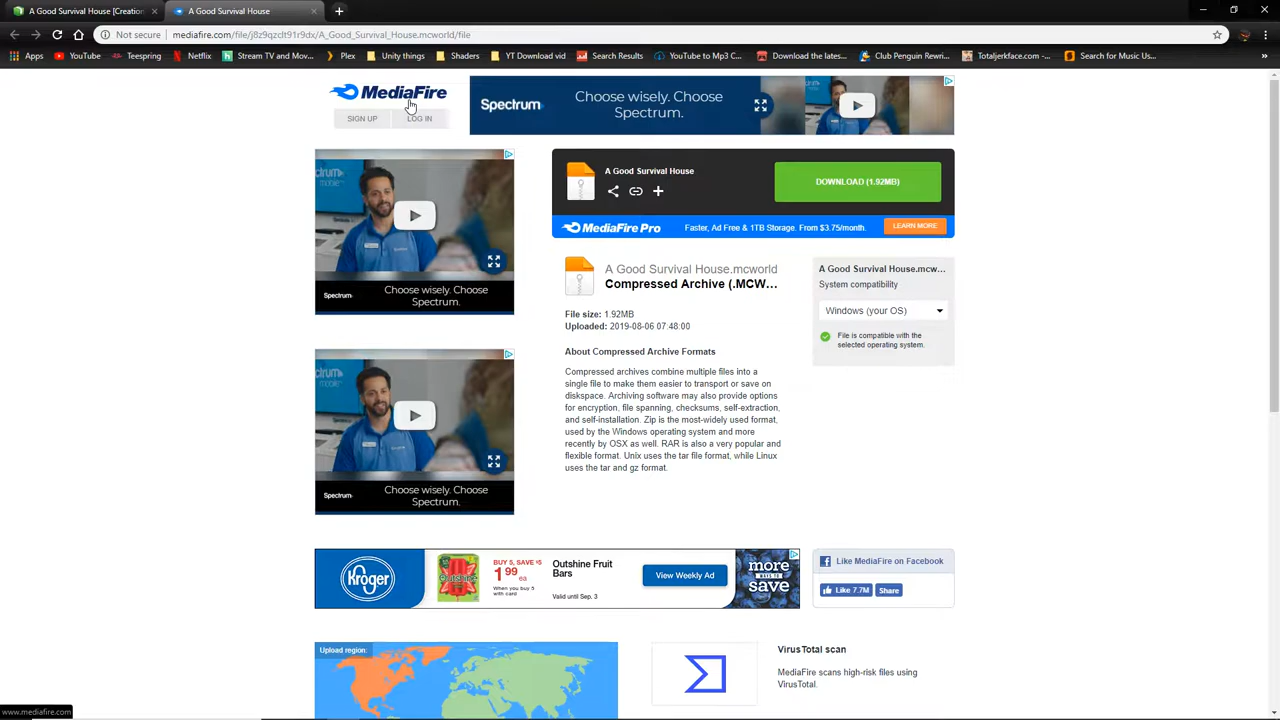 A Good Survival House [Creation
A Good Survival House
Not secure
mediafire.com/file/j8z9qzclt91r9dx/A_Good_Survival_House.mcworld/file
Apps
YouTube
Teespring
Netflix
Stream TV and Mov...
Plex
Unity things
Shaders
YT Download vid
Search Results
YouTube to Mp3 C...
Download the lates...
Club Penguin Rewri...
Totaljerkface.com -...
Search for Music Us...
MediaFire
SIGN UP
LOG IN
Spectrum
Choose wisely. Choose
Spectrum.
A Good Survival House
DOWNLOAD (1.92MB)
MediaFire Pro
Faster, Ad Free & 1TB Storage. From $3.75/month.
LEARN MORE
Spectrum
Choose wisely. Choose
Spectrum.
A Good Survival House.mcworld
Compressed Archive (.MCW...
File size: 1.92MB
Uploaded: 2019-08-06 07:48:00
About Compressed Archive Formats
Compressed archives combine multiple files into a
single file to make them easier to transport or save on
diskspace. Archiving software may also provide options
for encryption, file spanning, checksums, self-extraction,
and self-installation. Zip is the most-widely used format,
used by the Windows operating system and more
recently by OSX as well. RAR is also a very popular and
flexible format. Unix uses the tar file format, while Linux
uses the tar and gz format.
A Good Survival House.mcw...
System compatibility
Windows (your OS)
File is compatible with the
selected operating system.
Spectrum
Choose wisely. Choose
Spectrum.
Kroger
Outshine
BUY 5, SAVE $5
1 99
ea
When you buy 5
with card
Outshine Fruit
Bars
Valid until Sep. 3
View Weekly Ad
more
save
Like MediaFire on Facebook
Like 7.7M
Share
Upload region:
VirusTotal scan
MediaFire scans high-risk files using
VirusTotal.
www.mediafire.com